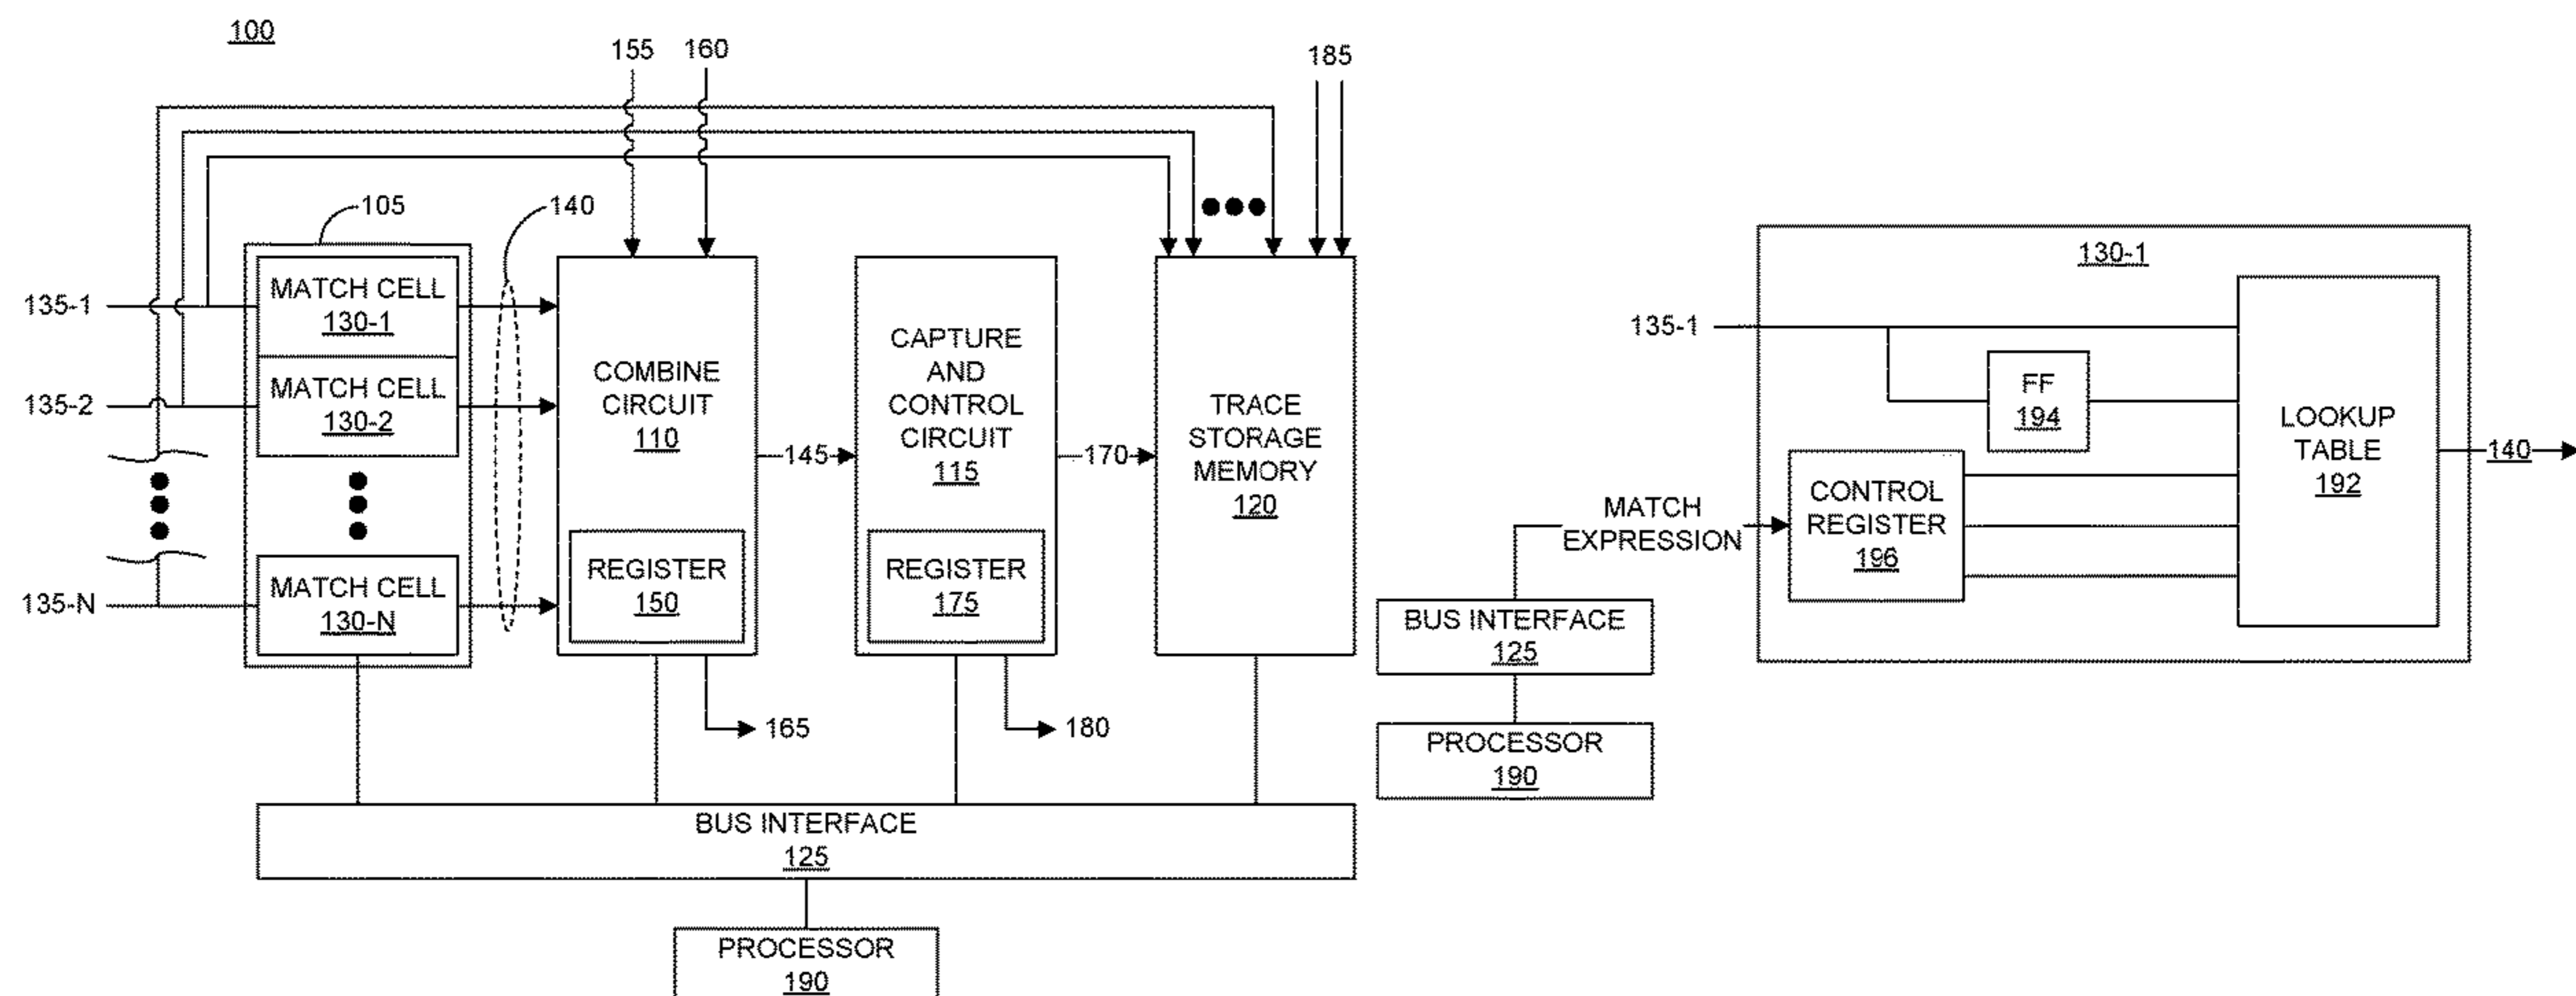 100
155
160
185
105
140
135-1
MATCH CELL
130-1
135-2
MATCH CELL
130-2
135-N
MATCH CELL
130-N
COMBINE
CIRCUIT
110
REGISTER
150
145
CAPTURE
AND
CONTROL
CIRCUIT
115
REGISTER
175
170
TRACE
STORAGE
MEMORY
120
165
180
BUS INTERFACE
125
PROCESSOR
190
130-1
135-1
FF
194
LOOKUP
TABLE
192
140
CONTROL
REGISTER
196
MATCH
EXPRESSION
BUS INTERFACE
125
PROCESSOR
190